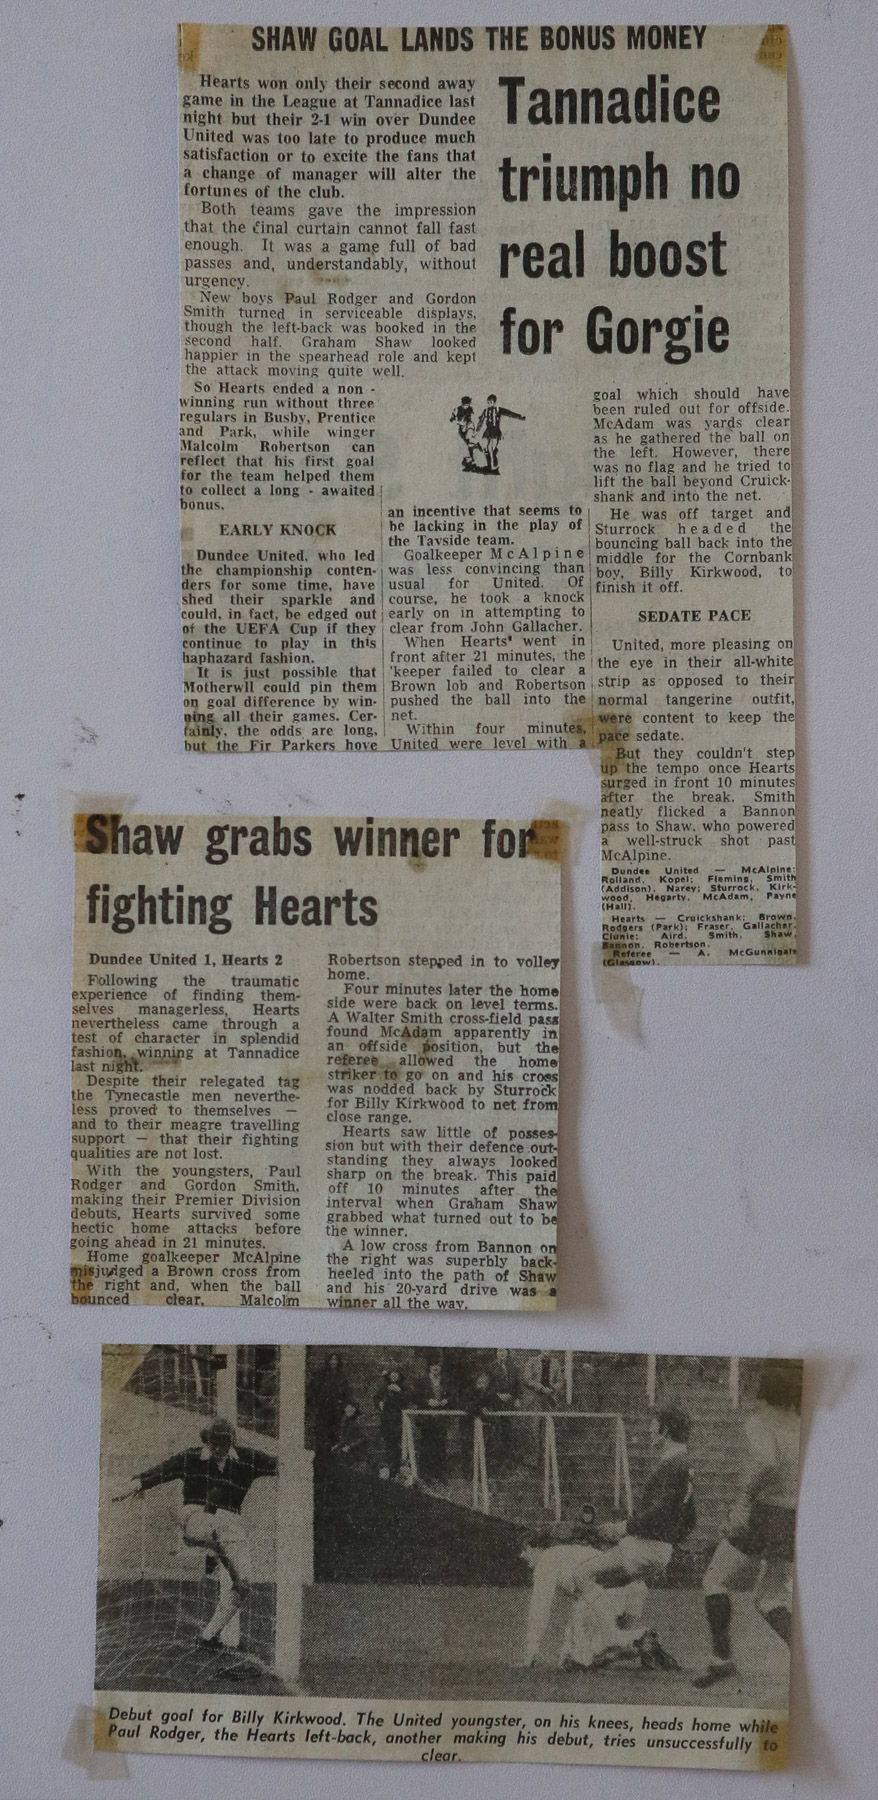 SHAW GOAL LANDS THE BONUS MONEY
Tannadice
triumph no
real boost
for Gorgie
Hearts won only their second away
game in the League at Tannadice last
night but their 2-1 win over Dundee
United was too late to produce much
satisfaction or to excite the fans that
a change of manager will alter the
fortunes of the club.
Both teams gave the impression
that the final curtain cannot fall fast
enough. It was a game full of bad
passes and, understandably, without
urgency.
New boys Paul Rodger and Gordon
Smith turned in serviceable displays,
though the left-back was booked in the
second half. Graham Shaw looked
happier in the spearhead role and kept
the attack moving quite well.
So Hearts ended a non -
winning run without three
regulars in Busby, Prentice
and Park, while winger
Malcolm Robertson can
reflect that his first goal
for the team helped them
to collect a long - awaited
bonus.
EARLY KNOCK
Dundee United, who led
the championship conten-
ders for some time, have
shed their sparkle and
could, in fact, be edged out
of the UEFA Cup if they
continue to play in this
haphazard fashion.
It is just possible that
Motherwll could pin them
on goal difference by win-
ning all their games. Cer-
tainly, the odds are long,
but the Fir Parkers hove
an incentive that seems to
be lacking in the play of
the Tayside team.
Goalkeeper McAlpine
was less convincing than
usual for United. Of
course, he took a knock
early on in attempting to
clear from John Gallacher.
When Hearts' went in
front after 21 minutes, the
'keeper failed to clear a
Brown lob and Robertson
pushed the ball into the
net.
Within four minutes,
United were level with a
goal which should have
been ruled out for offside.
McAdam was yards clear
as he gathered the ball on
the left. However, there
was no flag and he tried to
lift the ball beyond Cruick-
shank and into the net.
He was off target and
Sturrock headed the
bouncing ball back into the
middle for the Cornbank
boy, Billy Kirkwood, to
finish it off.
SEDATE PACE
United, more pleasing on
the eye in their all-white
strip as opposed to their
normal tangerine outfit,
were content to keep the
pace sedate.
But they couldn't step
up the tempo once Hearts
surged in front 10 minutes
after the break. Smith
neatly flicked a Bannon
pass to Shaw, who powered
a well-struck shot past
McAlpine.
Dundee United — McAlpine;
Rolland, Kopel; Fleming, Smith
(Addison), Narey; Sturrock, Kirk-
wood, Hegarty, McAdam, Payne
(Hall).
Hearts — Cruickshank; Brown,
Rodgers (Park); Fraser, Gallacher,
Clunie; Aird, Smith, Shaw,
Bannon, Robertson.
Referee — A. McGunnigale
(Glasgow).
Shaw grabs winner for
fighting Hearts
Dundee United 1, Hearts 2
Following the traumatic
experience of finding them-
selves managerless, Hearts
nevertheless came through a
test of character in splendid
fashion, winning at Tannadice
last night.
Despite their relegated tag
the Tynecastle men neverthe-
less proved to themselves —
and to their meagre travelling
support — that their fighting
qualities are not lost.
With the youngsters, Paul
Rodger and Gordon Smith,
making their Premier Division
debuts, Hearts survived some
hectic home attacks before
going ahead in 21 minutes.
Home goalkeeper McAlpine
misjudged a Brown cross from
the right and, when the ball
bounced clear, Malcolm
Robertson stepped in to volley
home.
Four minutes later the home
side were back on level terms.
A Walter Smith cross-field pass
found McAdam apparently in
an offside position, but the
referee allowed the home
striker to go on and his cross
was nodded back by Sturrock
for Billy Kirkwood to net from
close range.
Hearts saw little of posses-
sion but with their defence out-
standing they always looked
sharp on the break. This paid
off 10 minutes after the
interval when Graham Shaw
grabbed what turned out to be
the winner.
A low cross from Bannon on
the right was superbly back-
heeled into the path of Shaw
and his 20-yard drive was a
winner all the way.
Debut goal for Billy Kirkwood. The United youngster, on his knees, heads home while
Paul Rodger, the Hearts left-back, another making his debut, tries unsuccessfully to
clear.